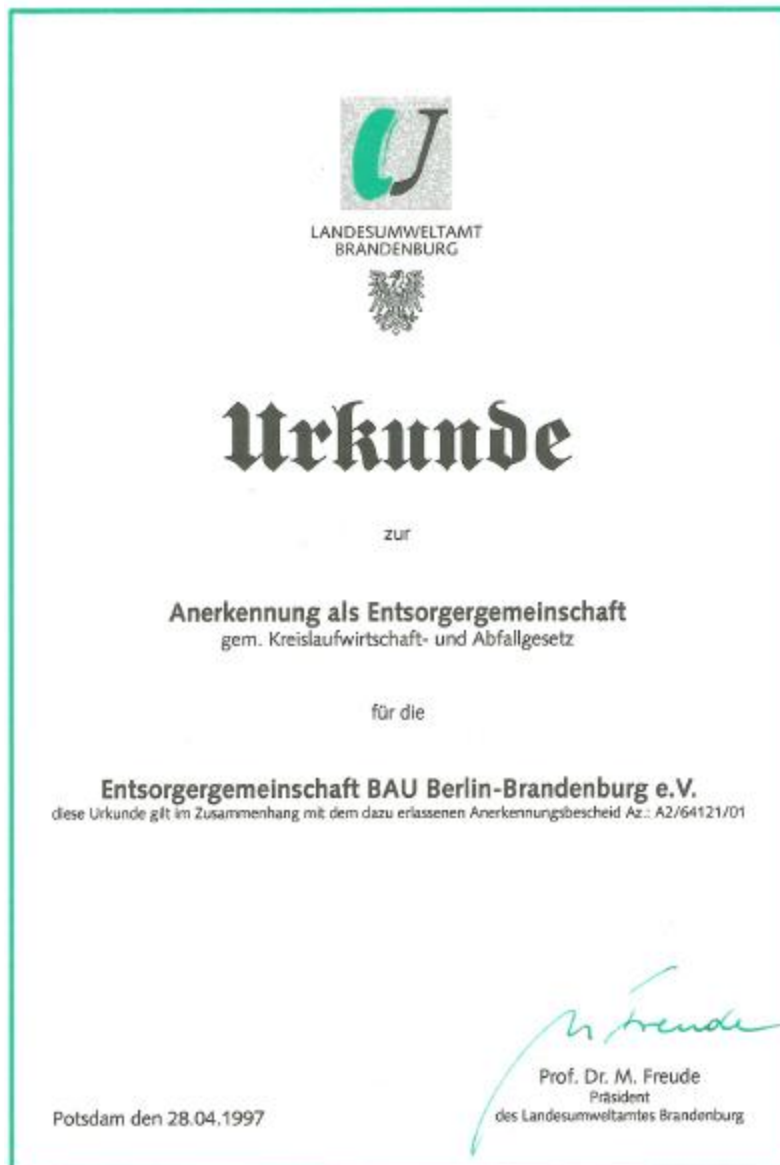 LANDESUMWELTAMT
BRANDENBURG
Urkunde
zur
Anerkennung als Entsorgergemeinschaft
gem. Kreislaufwirtschaft- und Abfallgesetz
für die
Entsorgergemeinschaft BAU Berlin-Brandenburg e.V.
diese Urkunde gilt im Zusammenhang mit dem dazu erlassenen Anerkennungsbescheid Az.: A2/64121/01
M Freude
Prof. Dr. M. Freude
Präsident
des Landesumweltamtes Brandenburg
Potsdam den 28.04.1997